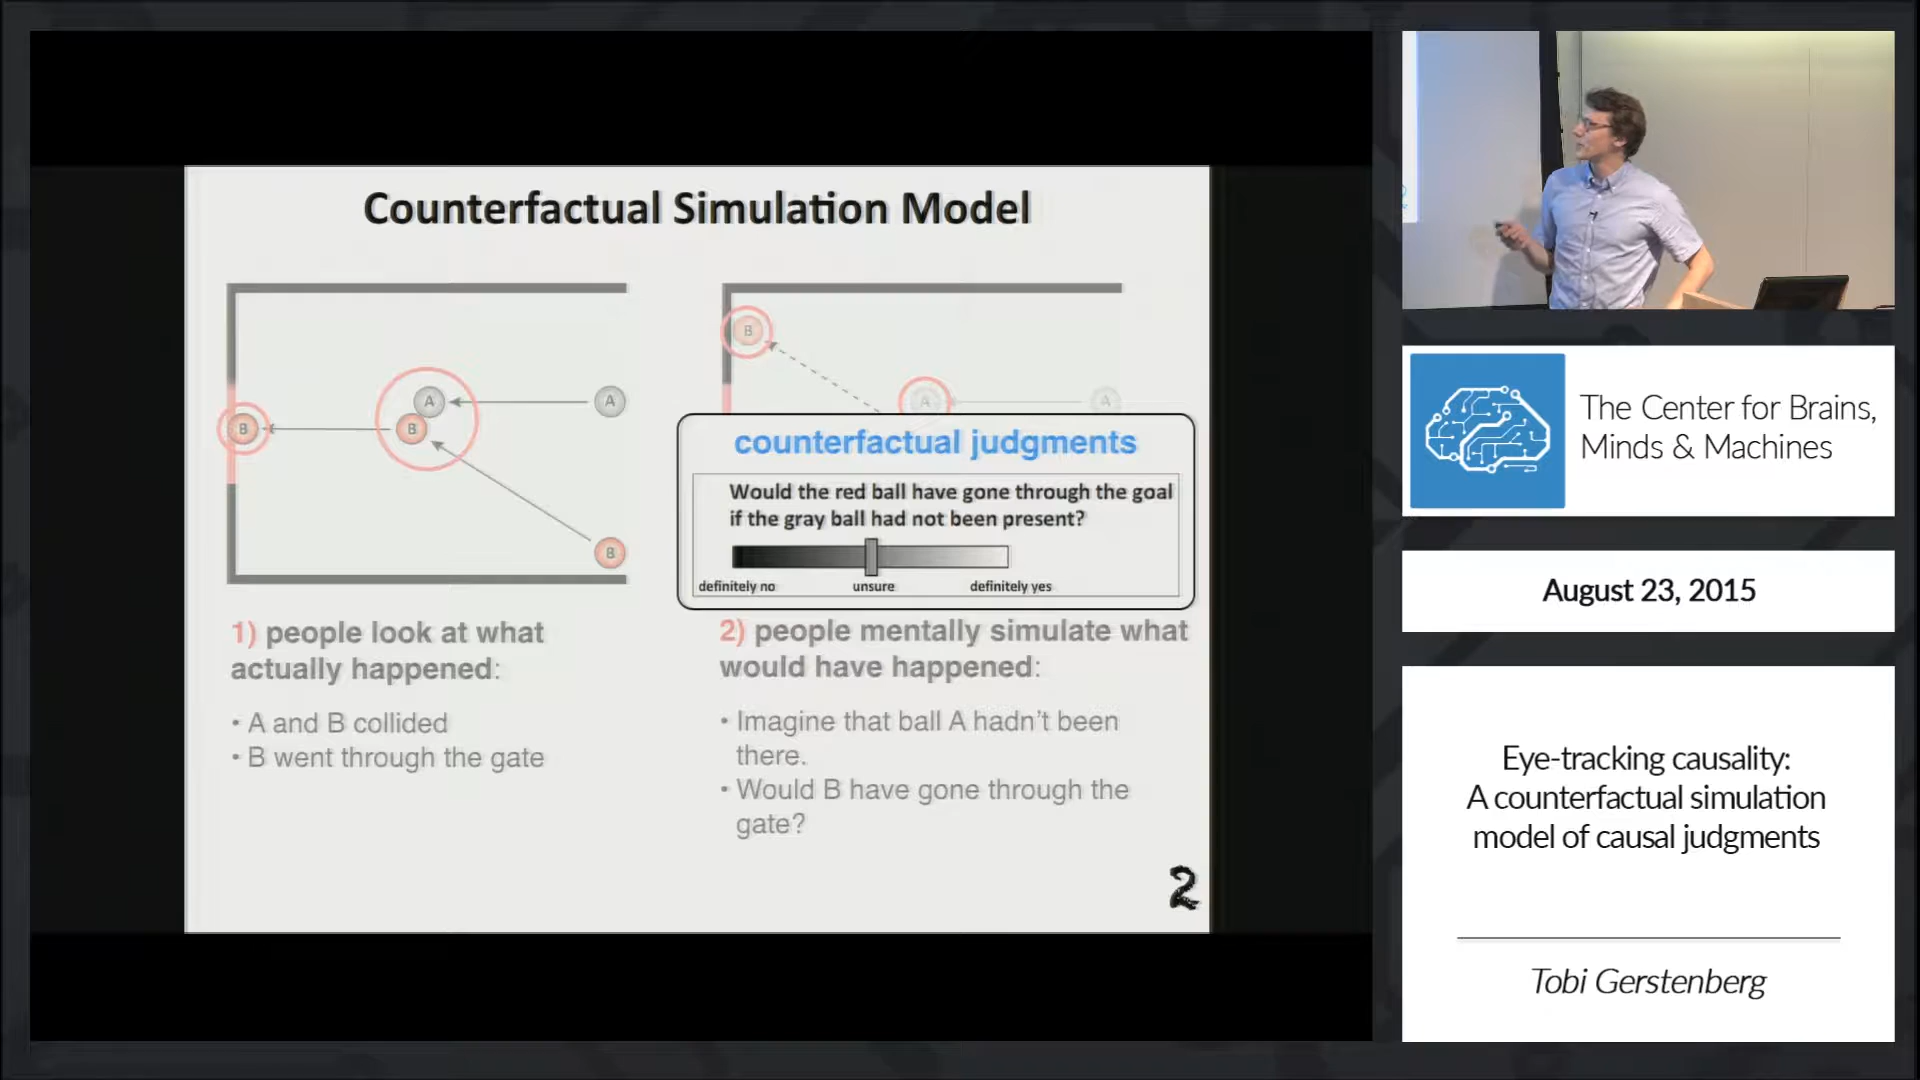 Counterfactual Simulation Model
A
A
B
B
B
B
A
A
counterfactual judgments
Would the red ball have gone through the goal
if the gray ball had not been present?
definitely no unsure definitely yes
1) people look at what
actually happened:
• A and B collided
• B went through the gate
2) people mentally simulate what
would have happened:
• Imagine that ball A hadn't been
there.
• Would B have gone through the
gate?
2
The Center for Brains,
Minds & Machines
August 23, 2015
Eye-tracking causality:
A counterfactual simulation
model of causal judgments
Tobi Gerstenberg